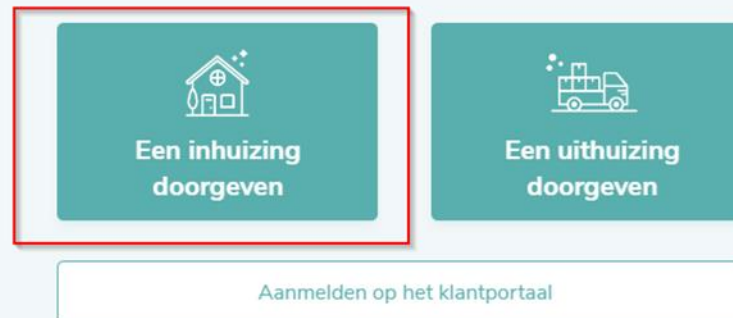 Een inhuizing
doorgeven
Een uithuizing
doorgeven
Aanmelden op het klantportaal